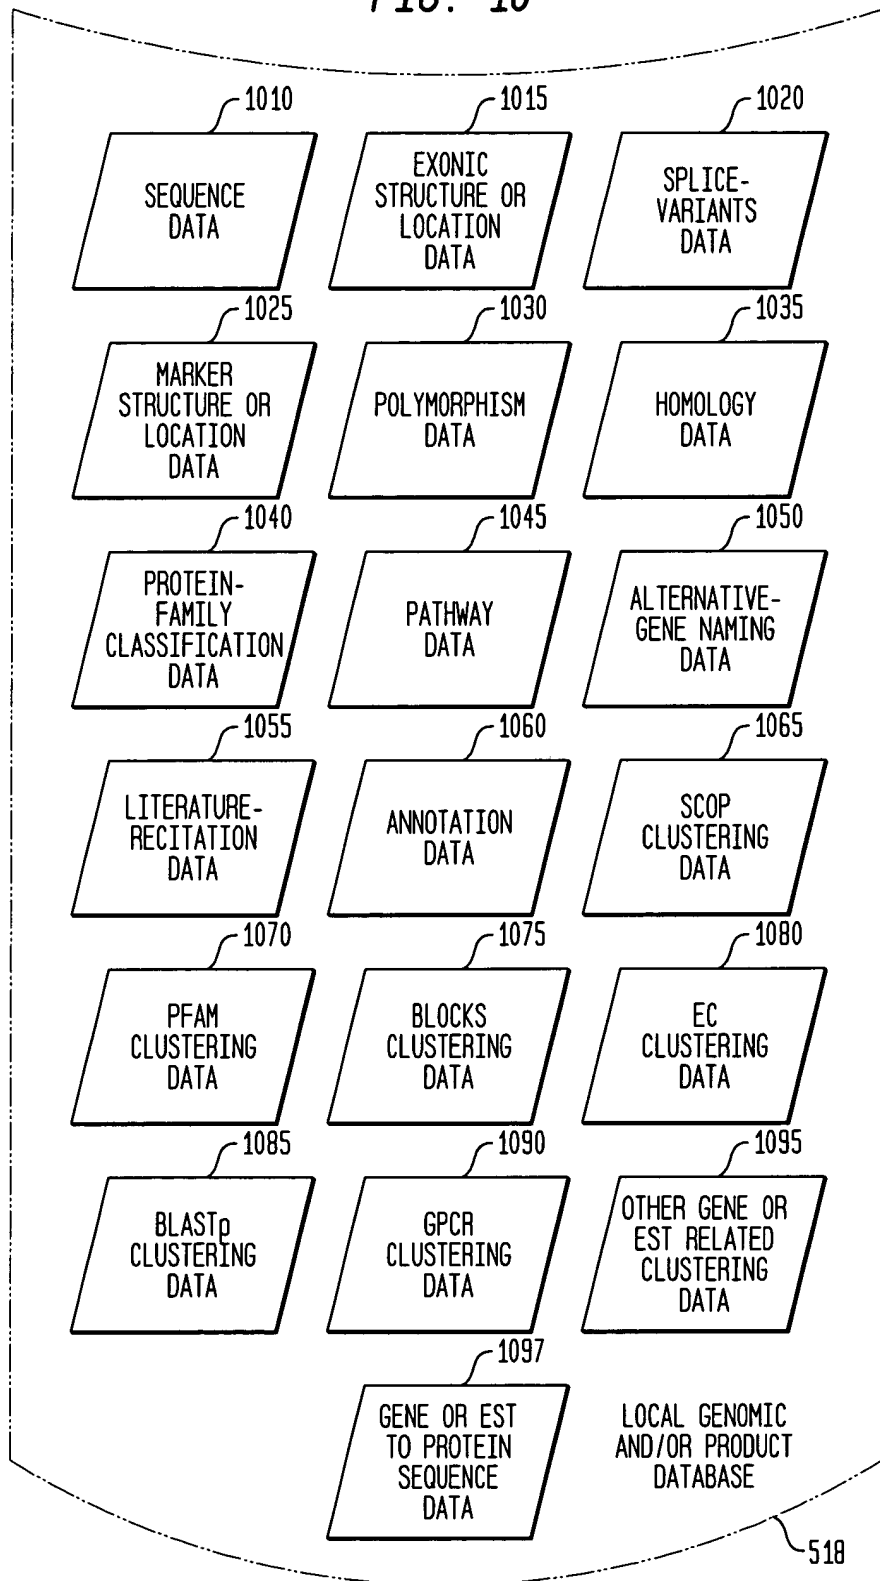 FIG. 10
1010
1015
1020
SEQUENCE
DATA
EXONIC
STRUCTURE OR
LOCATION
DATA
SPLICE-
VARIANTS
DATA
1025
1030
1035
MARKER
STRUCTURE OR
LOCATION
DATA
POLYMORPHISM
DATA
HOMOLOGY
DATA
1040
1045
1050
PROTEIN-
FAMILY
CLASSIFICATION
DATA
PATHWAY
DATA
ALTERNATIVE-
GENE NAMING
DATA
1055
1060
1065
LITERATURE-
RECITATION
DATA
ANNOTATION
DATA
SCOP
CLUSTERING
DATA
1070
1075
1080
PFAM
CLUSTERING
DATA
BLOCKS
CLUSTERING
DATA
EC
CLUSTERING
DATA
1085
1090
1095
BLASTp
CLUSTERING
DATA
GPCR
CLUSTERING
DATA
OTHER GENE OR
EST RELATED
CLUSTERING
DATA
1097
GENE OR EST
TO PROTEIN
SEQUENCE
DATA
LOCAL GENOMIC
AND/OR PRODUCT
DATABASE
518